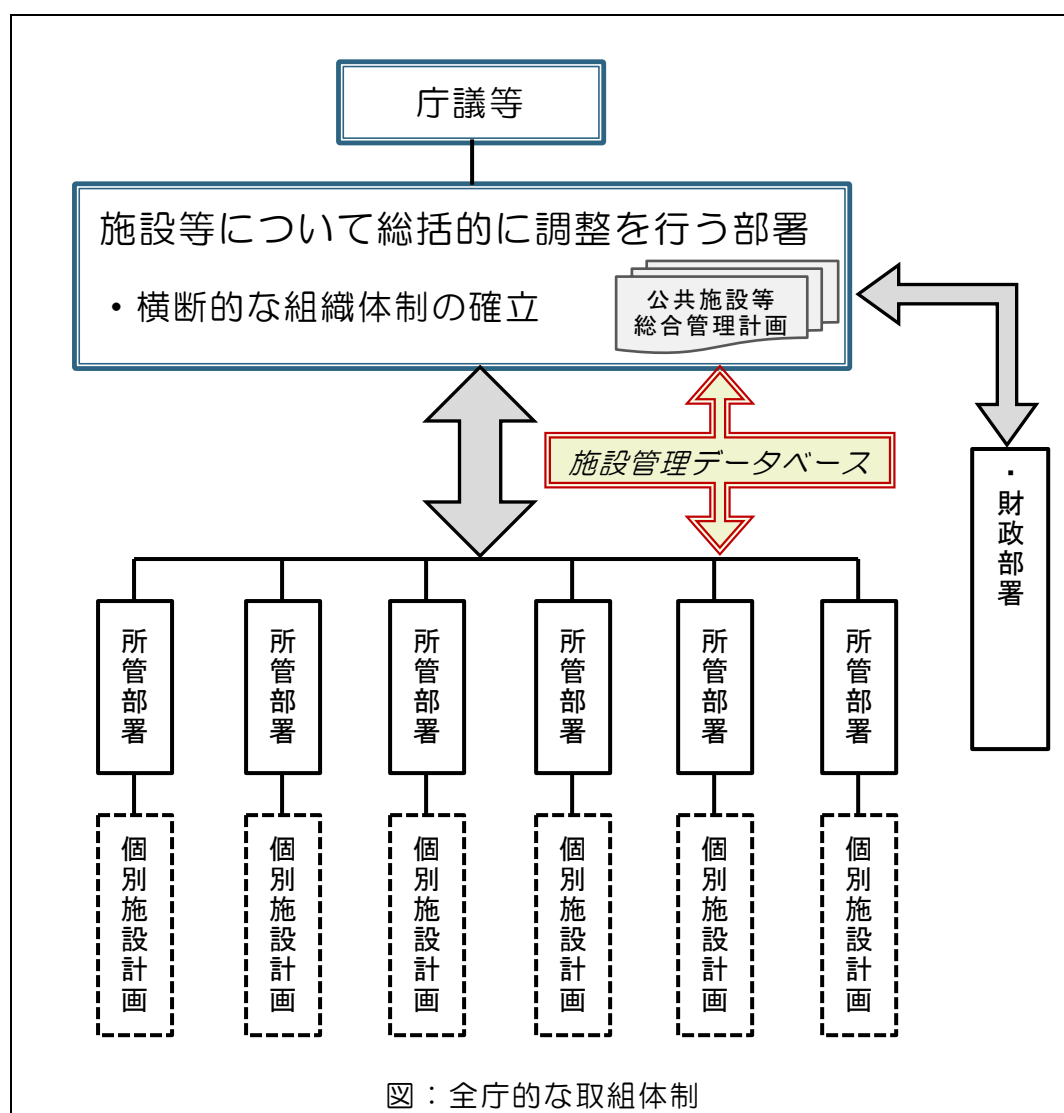 庁議等
施設等について総括的に調整を行う部署
・横断的な組織体制の確立
公共施設等
総合管理計画
施設管理データベース
・財政部署
所管部署
所管部署
所管部署
所管部署
所管部署
所管部署
個別施設計画
個別施設計画
個別施設計画
個別施設計画
個別施設計画
個別施設計画
図：全庁的な取組体制